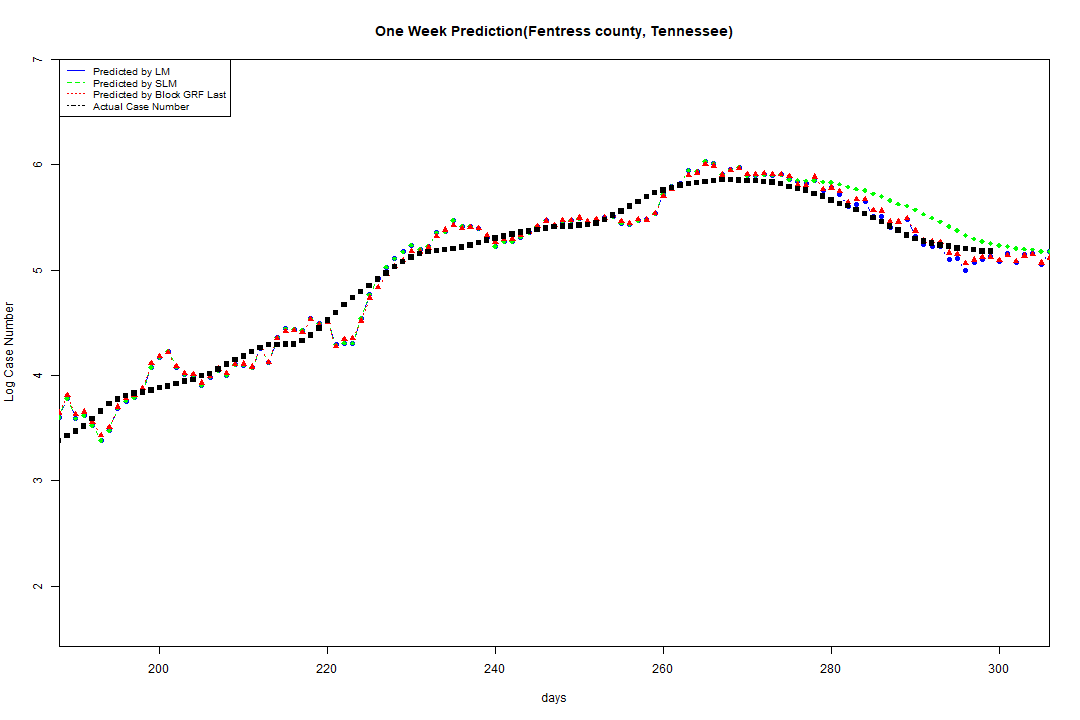 One Week Prediction(Fentress county, Tennessee)
Predicted by LM
Predicted by SLM
Predicted by Block GRF Last
Actual Case Number
7
6
5
4
3
2
Log Case Number
200 220 240 260 280 300
days